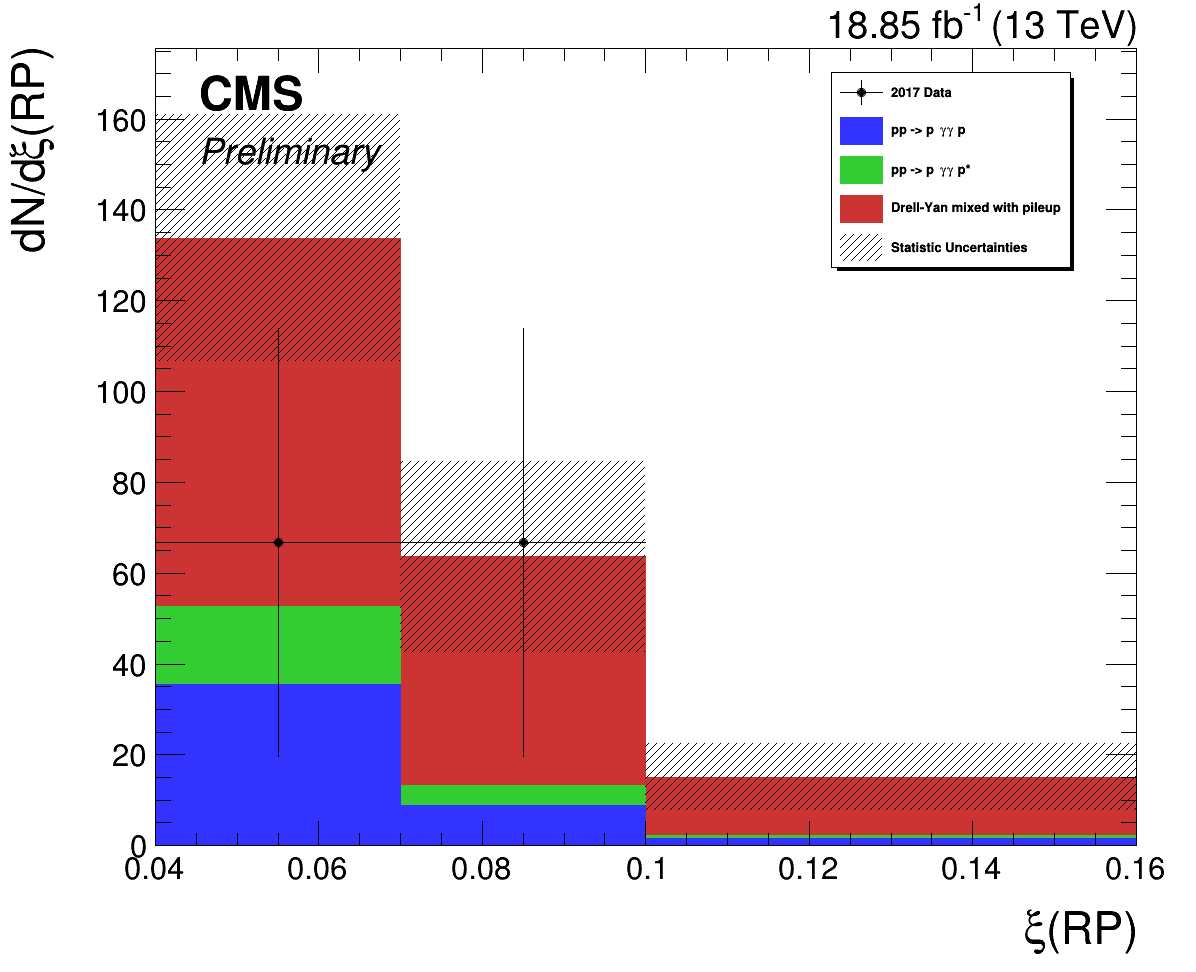 18.85 fb⁻¹ (13 TeV)
CMS
Preliminary
dN/dξ(RP)
2017 Data
pp -> p γγ p
pp -> p γγ p*
Drell-Yan mixed with pileup
Statistic Uncertainties
160
140
120
100
80
60
40
20
0
0.04 0.06 0.08 0.1 0.12 0.14 0.16
ξ(RP)